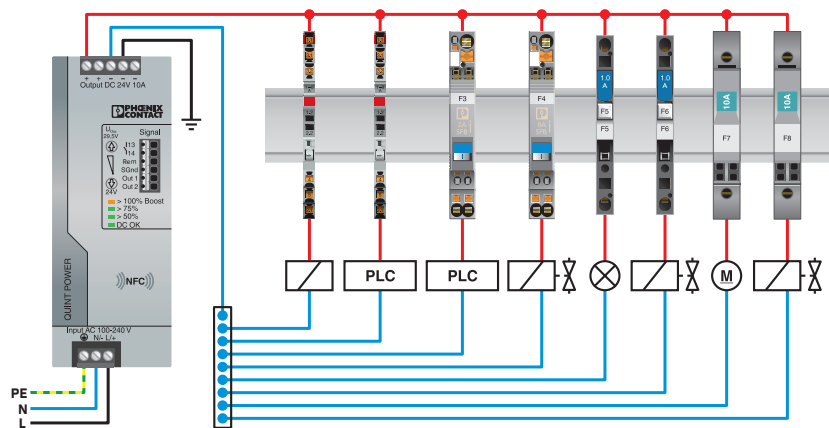 + + − − −
Output DC 24V 10A
PHŒNIX
CONTACT
UOut
29,5V
Signal
13
14
Rem
SGnd
Out 1
Out 2
24V
> 100% Boost
> 75%
> 50%
DC OK
NFC
QUINT POWER
Input AC 100-240 V
N/- L/+
PE
N
L
F3
F4
1.0
A
F5
F5
1.0
A
F6
F6
10A
F7
10A
F8
PLC
PLC
M